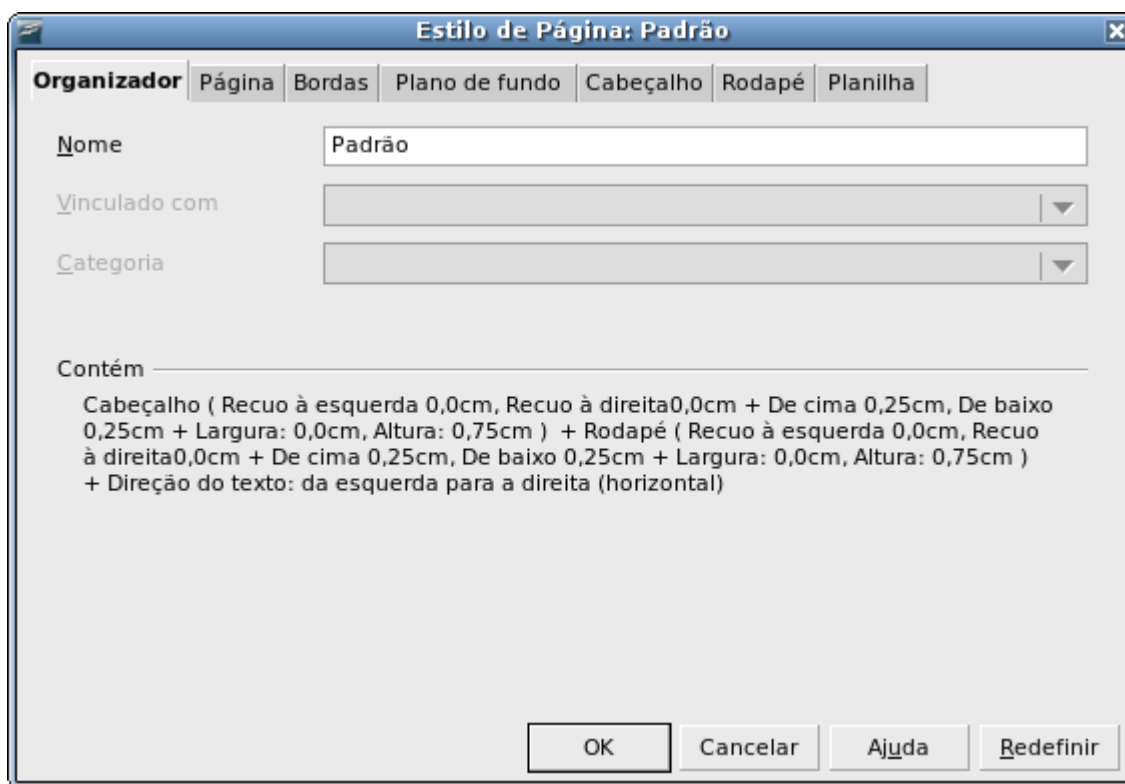 Estilo de Página: Padrão
Organizador Página Bordas Plano de fundo Cabeçalho Rodapé Planilha
Nome Padrão
Vinculado com
Categoria
Contém
Cabeçalho ( Recuo à esquerda 0,0cm, Recuo à direita0,0cm + De cima 0,25cm, De baixo
0,25cm + Largura: 0,0cm, Altura: 0,75cm ) + Rodapé ( Recuo à esquerda 0,0cm, Recuo
à direita0,0cm + De cima 0,25cm, De baixo 0,25cm + Largura: 0,0cm, Altura: 0,75cm )
+ Direção do texto: da esquerda para a direita (horizontal)
OK Cancelar Ajuda Redefinir